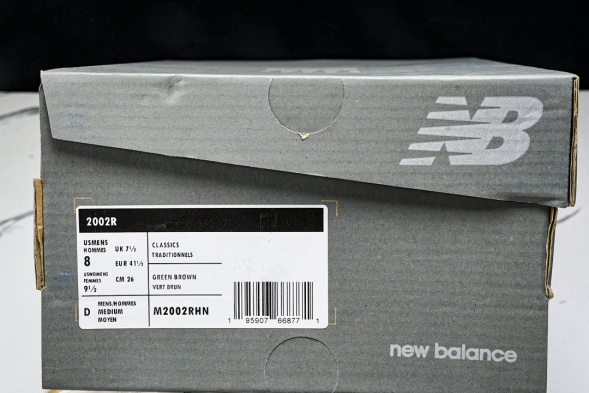 NB
2002R
USMENS
HOMMES
8
UK 7½
EUR 41½
USWOMENS
FEMMES
9½
CM 26
CLASSICS
TRADITIONNELS
GREEN BROWN
VERT BRUN
D
MENS/HOMMES
MEDIUM
MOYEN
M2002RHN
1 95907 66877 1
new balance